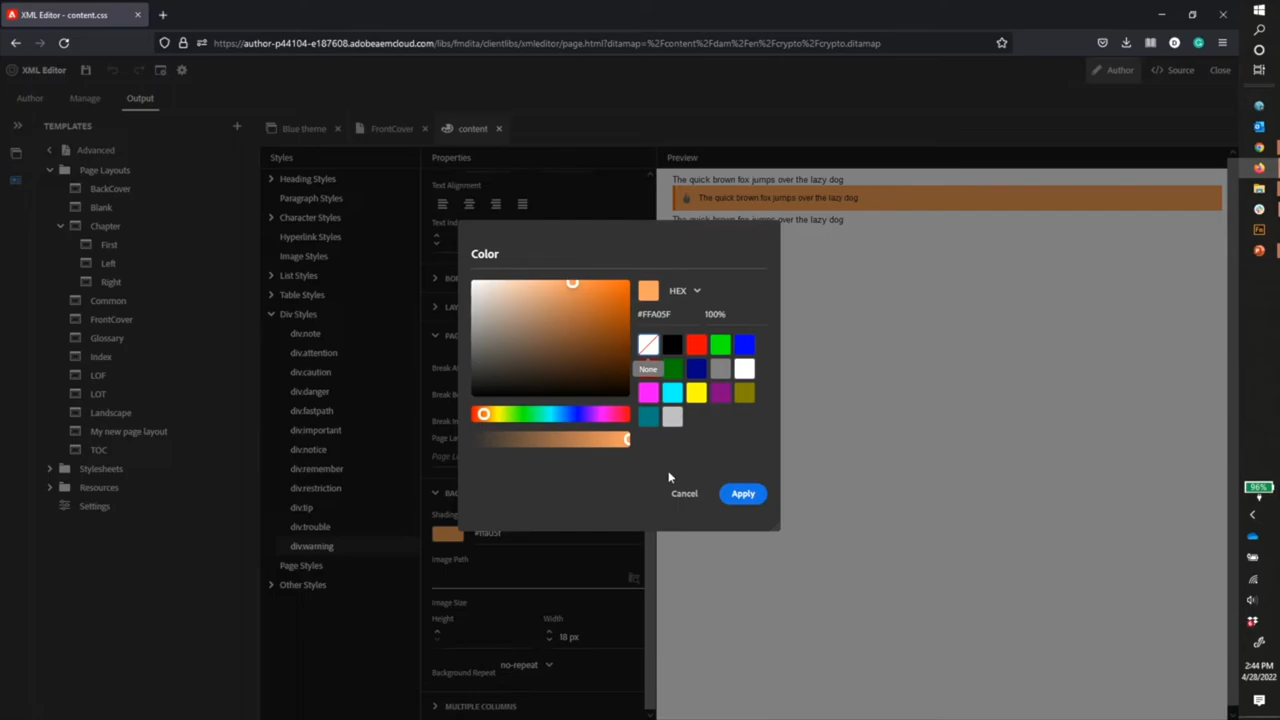 XML Editor - content.css
https://author-p44104-e187608.adobeaemcloud.com/libs/fmdita/clientlibs/xmleditor/page.html?ditamap=%2Fcontent%2Fdam%2Fen%2Fcrypto%2Fcrypto.ditamap
XML Editor
Author
Source
Close
Author
Manage
Output
TEMPLATES
Advanced
Page Layouts
BackCover
Blank
Chapter
First
Left
Right
Common
FrontCover
Glossary
Index
LOF
LOT
Landscape
My new page layout
TOC
Stylesheets
Resources
Settings
Blue theme
FrontCover
content
Styles
Heading Styles
Paragraph Styles
Character Styles
Hyperlink Styles
Image Styles
List Styles
Table Styles
Div Styles
div.note
div.attention
div.caution
div.danger
div.fastpath
div.important
div.notice
div.remember
div.restriction
div.tip
div.trouble
div.warning
Page Styles
Other Styles
Properties
Text Alignment
Color
HEX
#FFA05F
100%
None
Cancel
Apply
#ffa05f
Image Path
Image Size
Height
Width
18 px
Background Repeat
no-repeat
MULTIPLE COLUMNS
Preview
The quick brown fox jumps over the lazy dog
The quick brown fox jumps over the lazy dog
The quick brown fox jumps over the lazy dog
96%
2:44 PM
4/28/2022